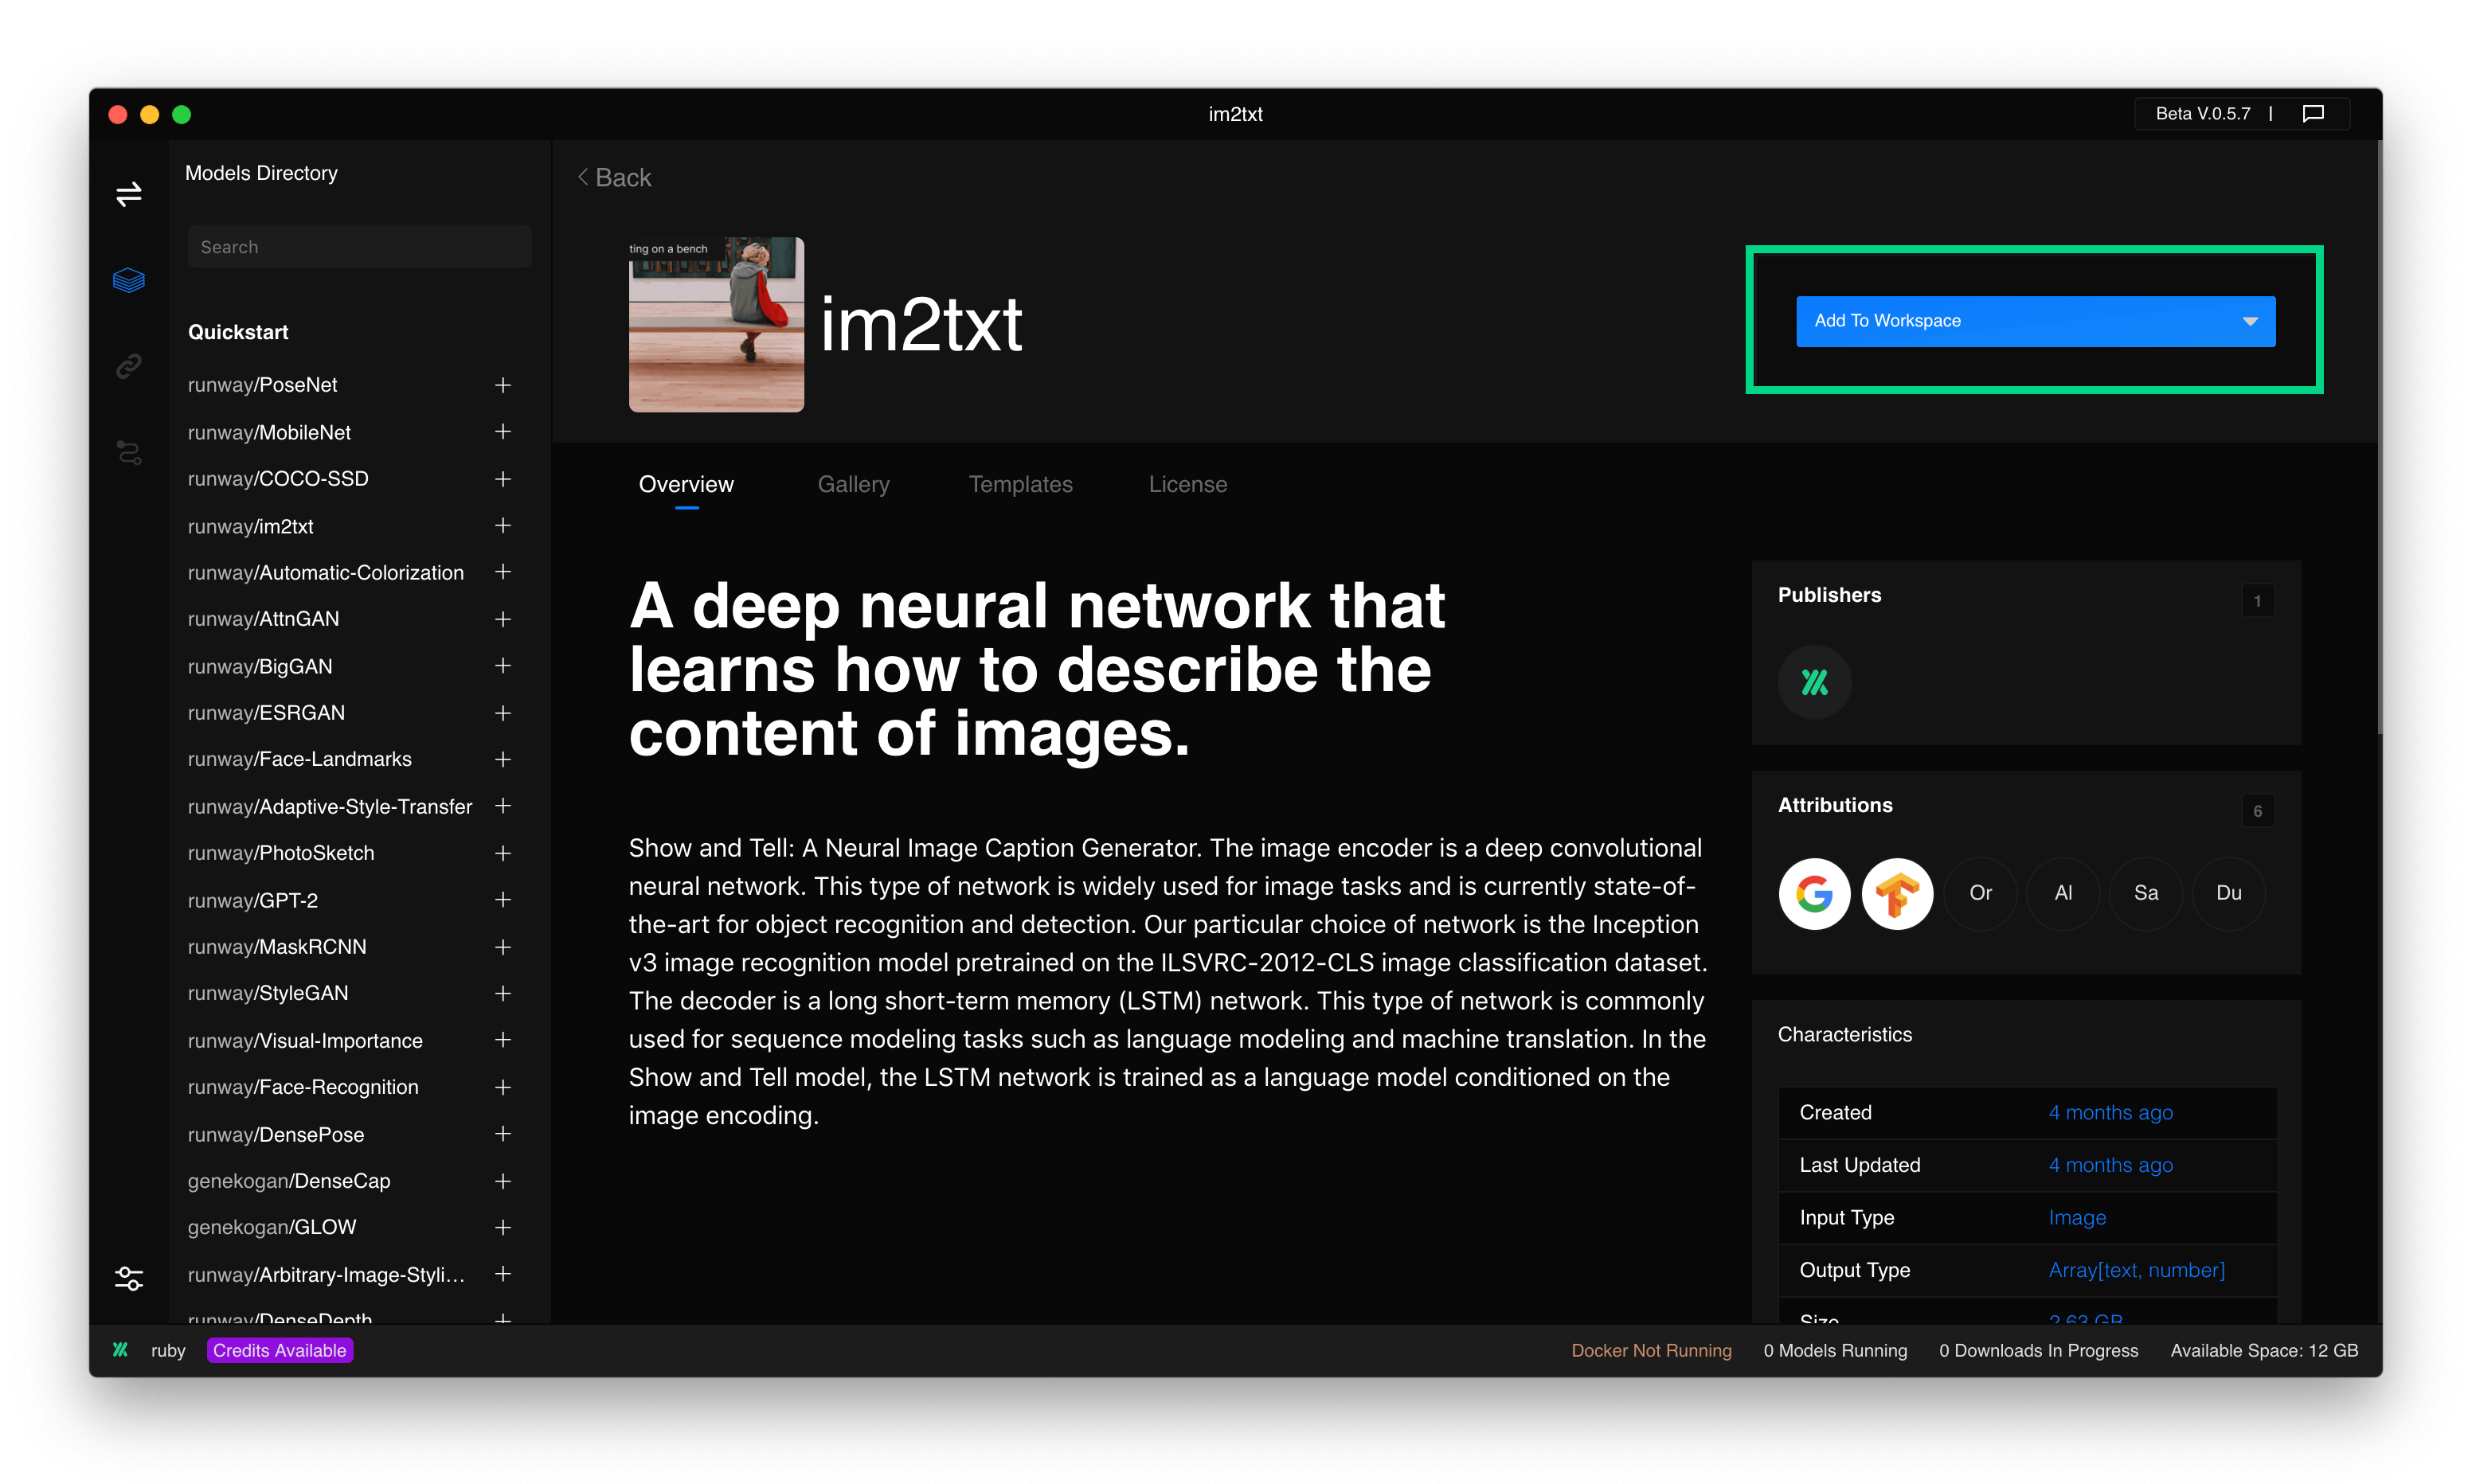 im2txt
Beta V.0.5.7 |
Models Directory
Search
Quickstart
runway/PoseNet
runway/MobileNet
runway/COCO-SSD
runway/im2txt
runway/Automatic-Colorization
runway/AttnGAN
runway/BigGAN
runway/ESRGAN
runway/Face-Landmarks
runway/Adaptive-Style-Transfer
runway/PhotoSketch
runway/GPT-2
runway/MaskRCNN
runway/StyleGAN
runway/Visual-Importance
runway/Face-Recognition
runway/DensePose
genekogan/DenseCap
genekogan/GLOW
runway/Arbitrary-Image-Styli...
runway/DenseDepth
Back
ting on a bench
im2txt
Add To Workspace
Overview
Gallery
Templates
License
A deep neural network that
learns how to describe the
content of images.
Show and Tell: A Neural Image Caption Generator. The image encoder is a deep convolutional
neural network. This type of network is widely used for image tasks and is currently state-of-
the-art for object recognition and detection. Our particular choice of network is the Inception
v3 image recognition model pretrained on the ILSVRC-2012-CLS image classification dataset.
The decoder is a long short-term memory (LSTM) network. This type of network is commonly
used for sequence modeling tasks such as language modeling and machine translation. In the
Show and Tell model, the LSTM network is trained as a language model conditioned on the
image encoding.
Publishers 1
Attributions 6
Or Al Sa Du
Characteristics
Created 4 months ago
Last Updated 4 months ago
Input Type Image
Output Type Array[text, number]
Size 2.63 GB
ruby
Credits Available
Docker Not Running
0 Models Running
0 Downloads In Progress
Available Space: 12 GB